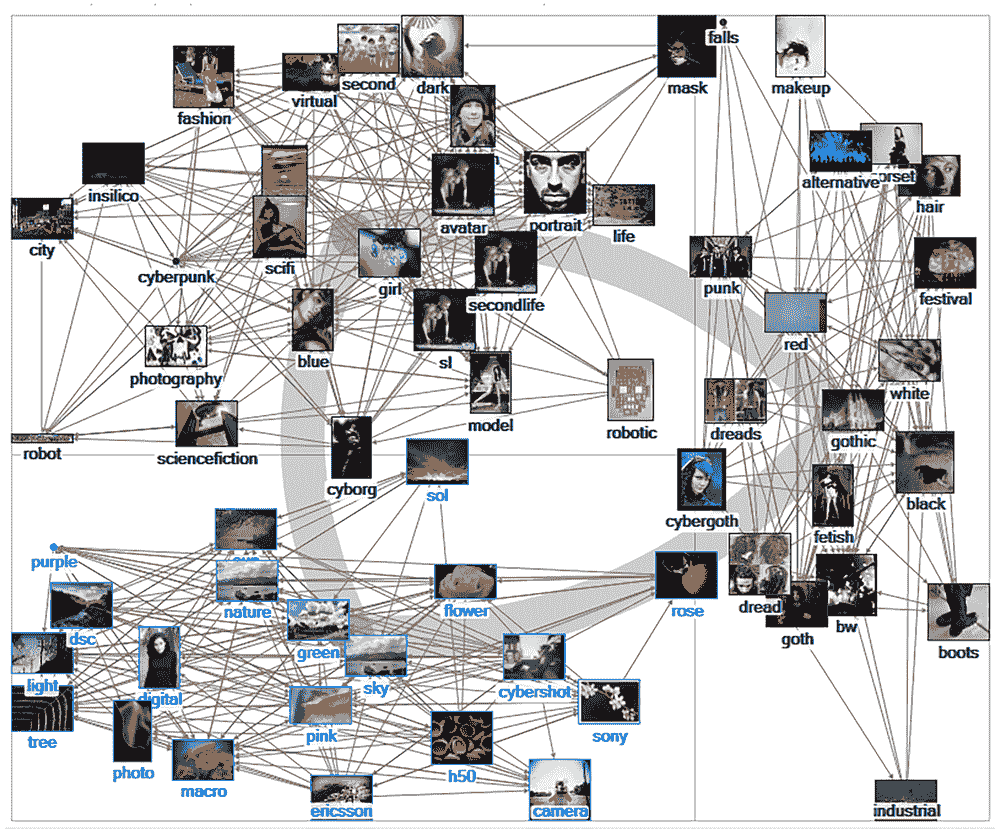 falls
second
dark
mask
makeup
virtual
fashion
alternative
insilico
hair
avatar
portrait
life
city
scifi
cyberpunk
girl
punk
festival
secondlife
red
blue
sl
photography
white
model
robotic
dreads
gothic
robot
sciencefiction
cyborg
sol
cybergoth
black
fetish
purple
nature
flower
rose
dread
dsc
goth
bw
boots
green
light
sky
cybershot
digital
tree
pink
sony
photo
h50
macro
ericsson
camera
industrial